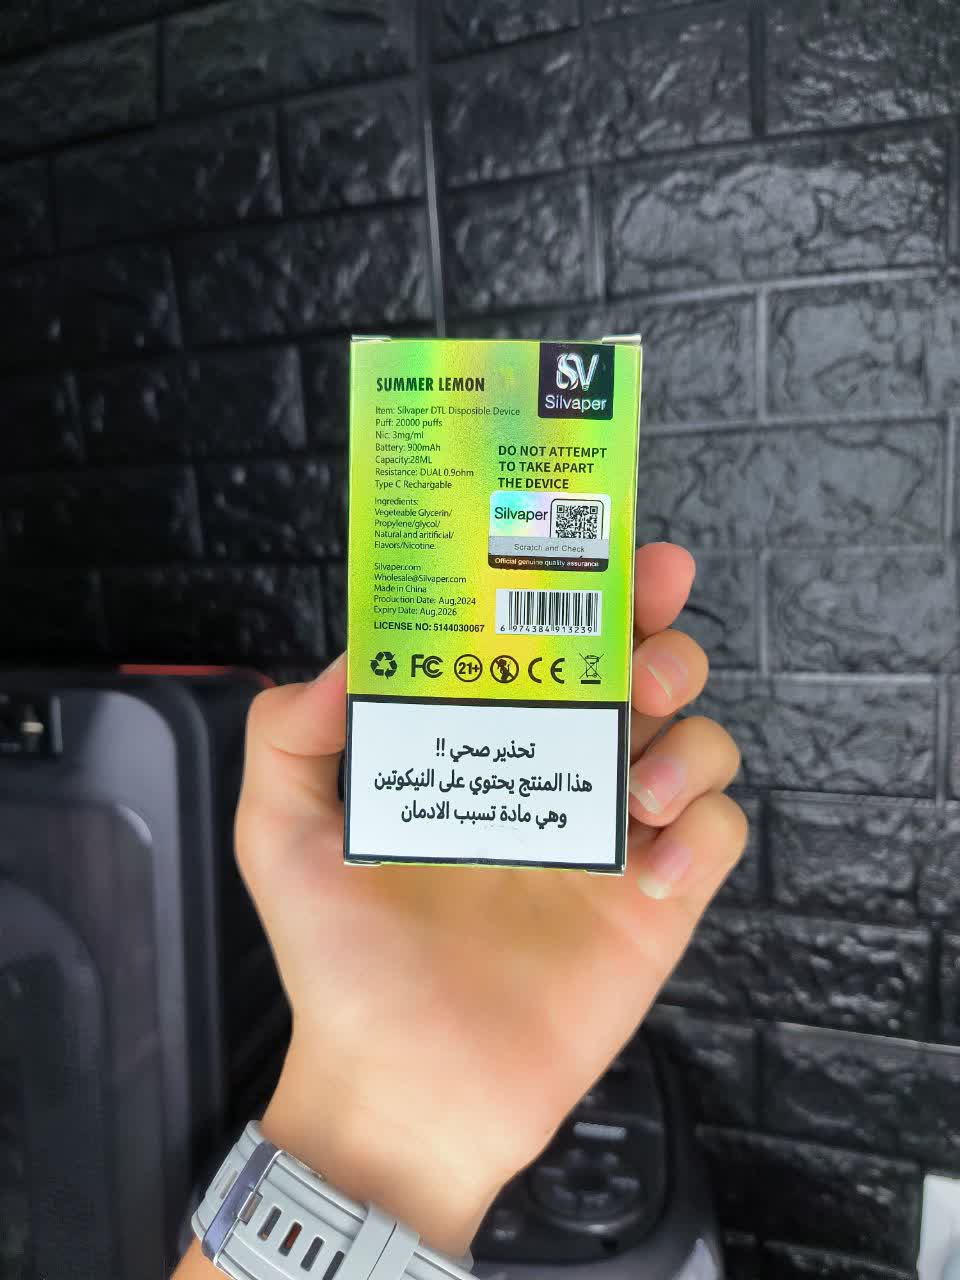 SUMMER LEMON
SV
Silvaper
Item: Silvaper DTL Disposible Device
Puff: 20000 puffs
Nic: 3mg/ml
Battery: 900mAh
Capacity:28ML
Resistance: DUAL 0.9ohm
Type C Rechargable
DO NOT ATTEMPT
TO TAKE APART
THE DEVICE
Ingredients:
Vegeteable Glycerin/
Propylene/glycol/
Natural and aritificial/
Flavors/Nicotine.
Silvaper
Scratch and Check
Official genuine quality assurance
Silvaper.com
Wholesale@Silvaper.com
Made in China
Production Date: Aug,2024
Expiry Date: Aug,2026
LICENSE NO: 5144030067
6 974384 913239
FC 21+ CE
تحذير صحي !!
هذا المنتج يحتوي على النيكوتين
وهي مادة تسبب الادمان